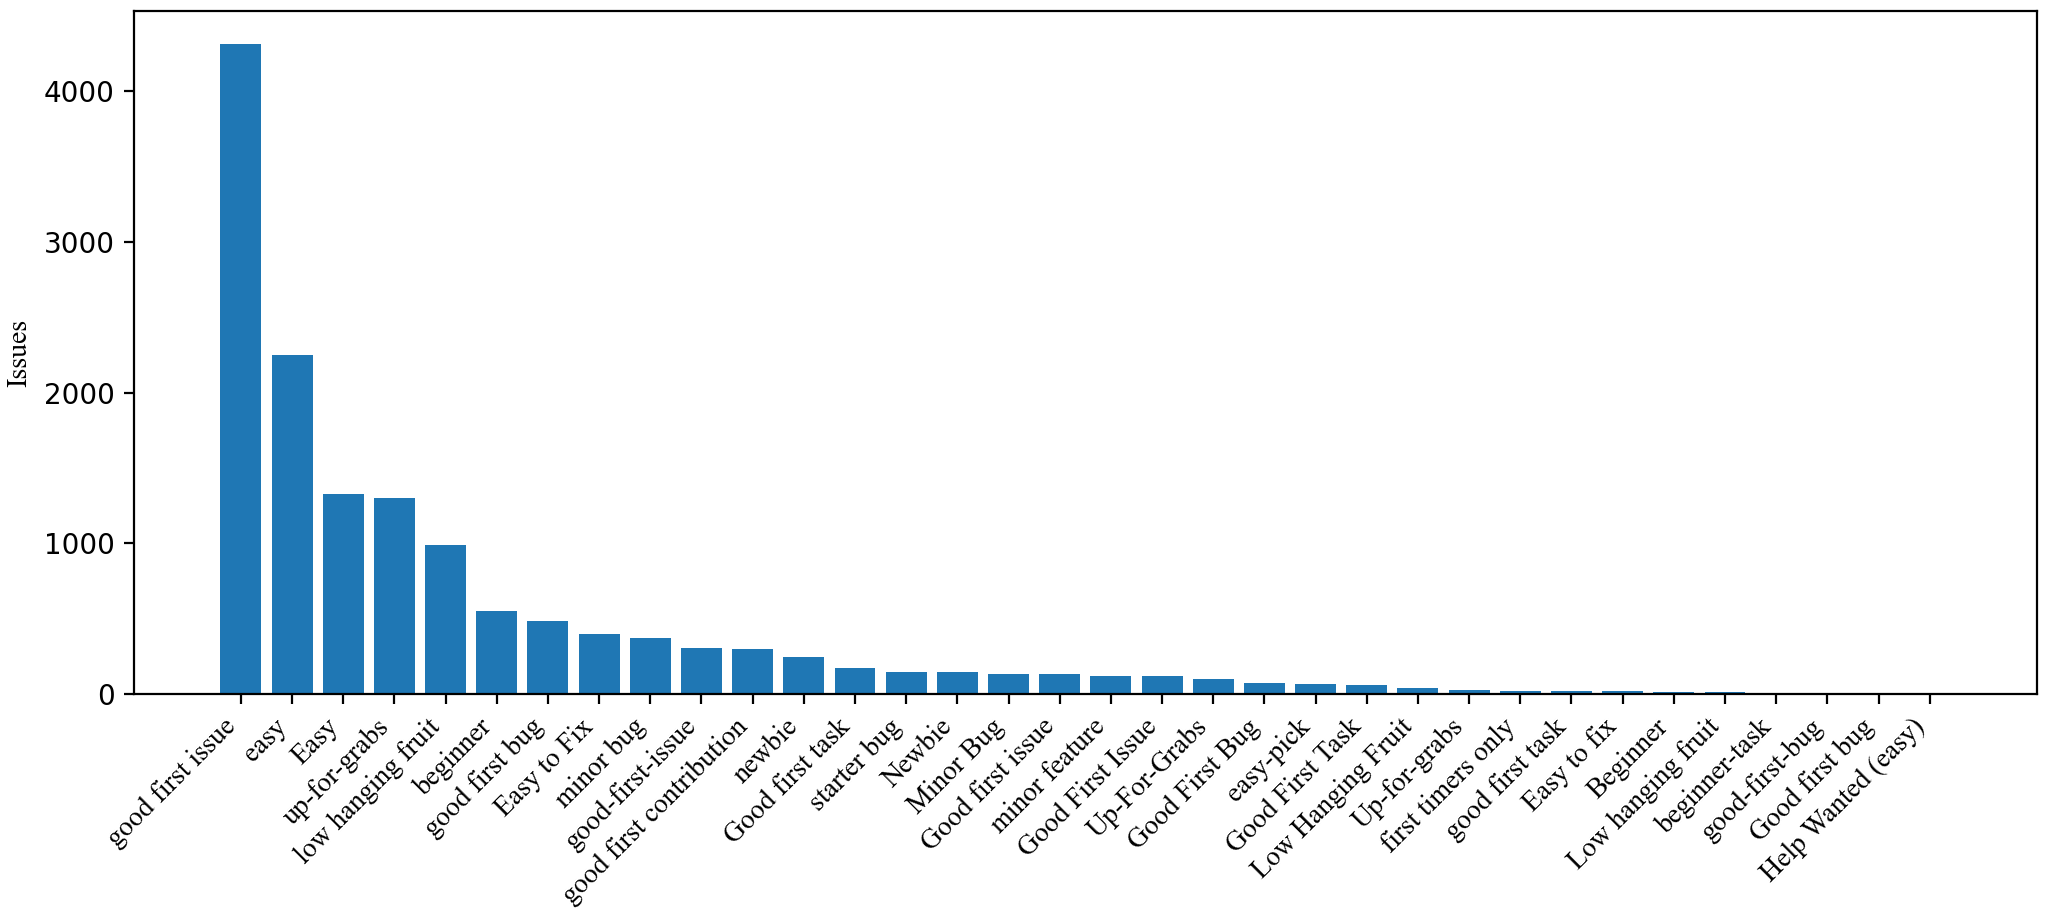 Issues
4000
3000
2000
1000
0
good first issue
easy
Easy
up-for-grabs
low hanging fruit
beginner
good first bug
Easy to Fix
minor bug
good-first-issue
good first contribution
newbie
Good first task
starter bug
Newbie
Minor Bug
Good first issue
minor feature
Good First Issue
Up-For-Grabs
Good First Bug
easy-pick
Good First Task
Low Hanging Fruit
Up-for-grabs
first timers only
good first task
Easy to fix
Beginner
Low hanging fruit
beginner-task
good-first-bug
Good first bug
Help Wanted (easy)